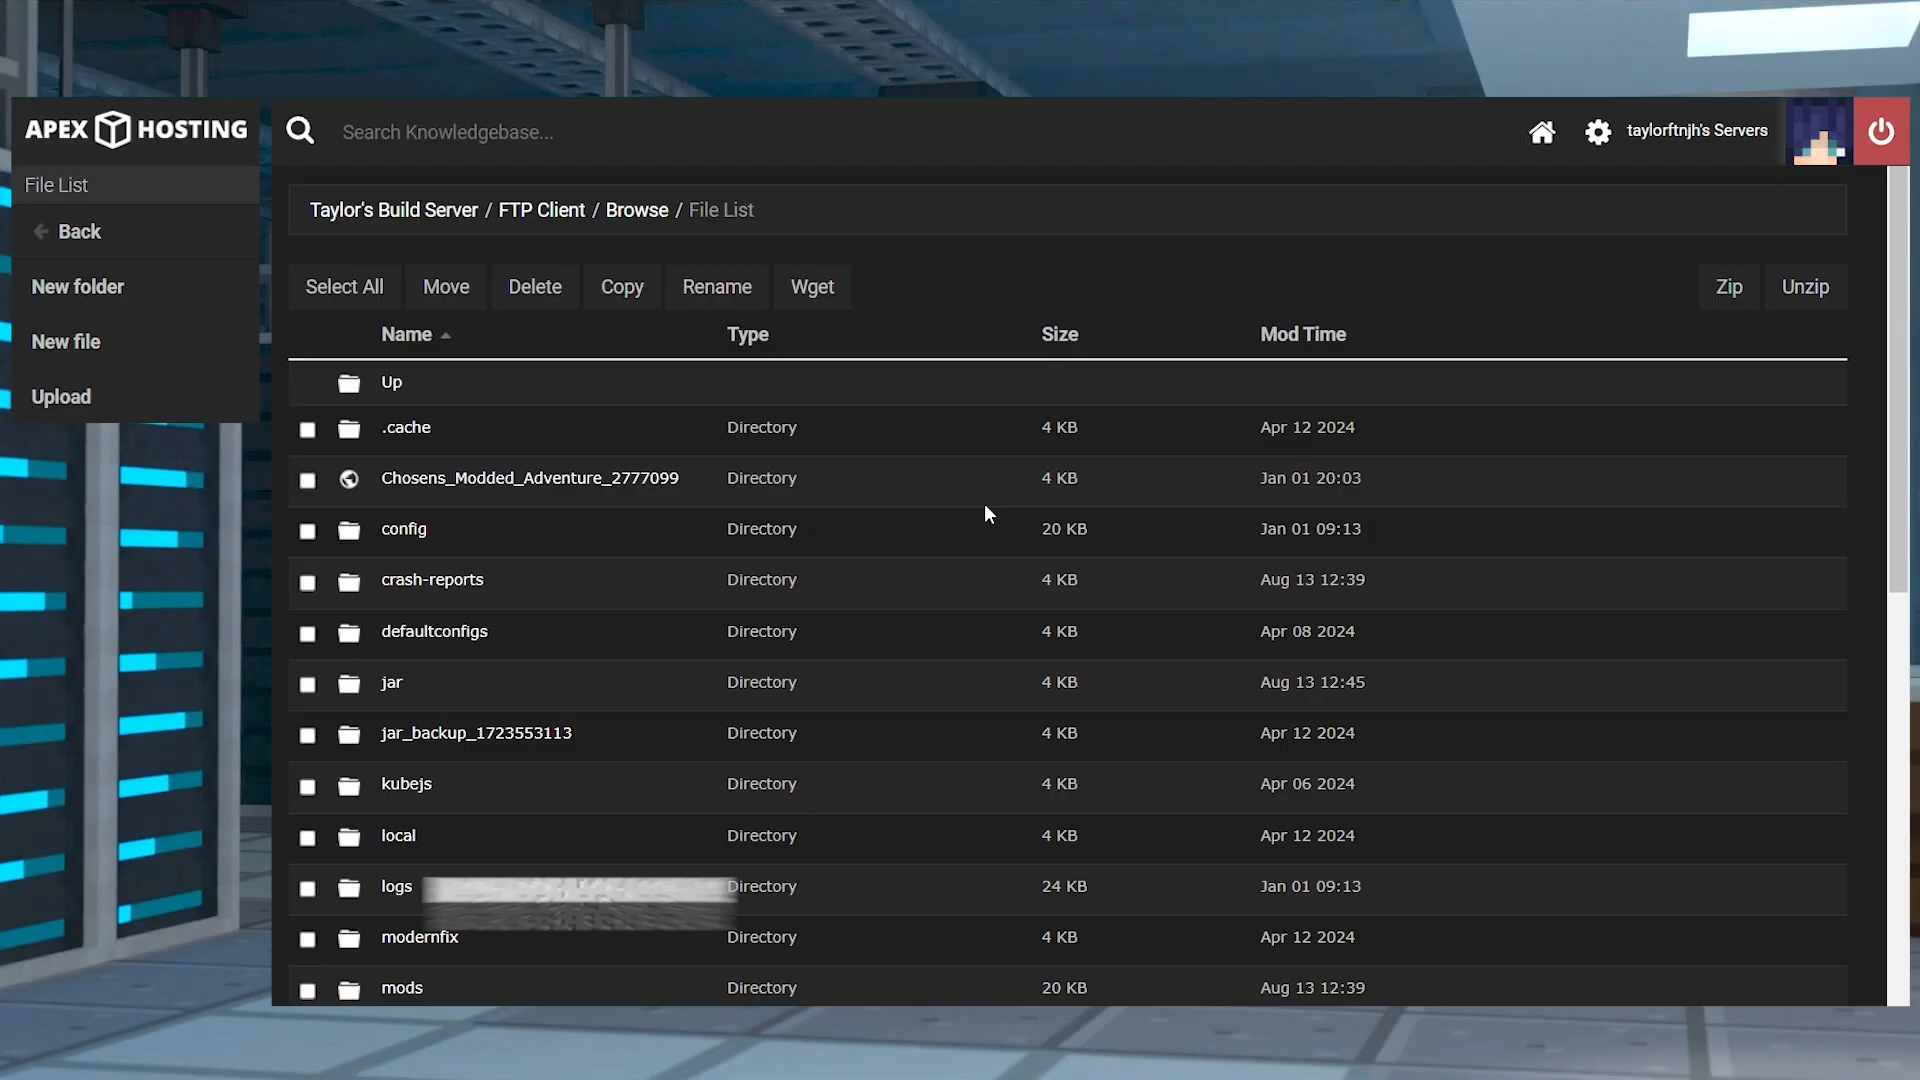 APEX HOSTING
Search Knowledgebase...
taylorftnjh's Servers
File List
Back
New folder
New file
Upload
Taylor's Build Server / FTP Client / Browse / File List
Select All Move Delete Copy Rename Wget Zip Unzip
Name Type Size Mod Time
Up
.cache Directory 4 KB Apr 12 2024
Chosens_Modded_Adventure_2777099 Directory 4 KB Jan 01 20:03
config Directory 20 KB Jan 01 09:13
crash-reports Directory 4 KB Aug 13 12:39
defaultconfigs Directory 4 KB Apr 08 2024
jar Directory 4 KB Aug 13 12:45
jar_backup_1723553113 Directory 4 KB Apr 12 2024
kubejs Directory 4 KB Apr 06 2024
local Directory 4 KB Apr 12 2024
logs Directory 24 KB Jan 01 09:13
modernfix Directory 4 KB Apr 12 2024
mods Directory 20 KB Aug 13 12:39